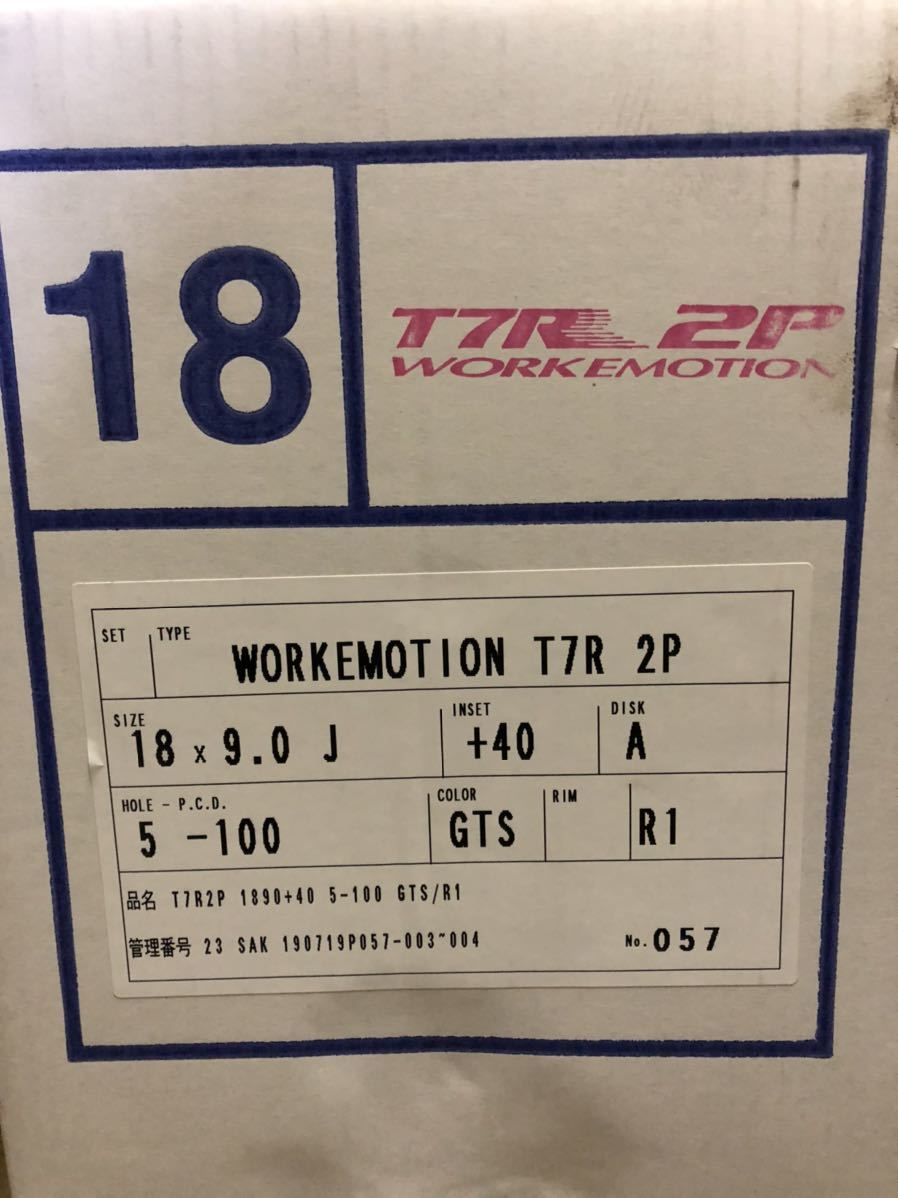 18
T7R 2P
WORKEMOTION
SET TYPE
WORKEMOTION T7R 2P
SIZE INSET DISK
18 x 9.0 J +40 A
HOLE - P.C.D. COLOR RIM
5 -100 GTS R1
品名 T7R2P 1890+40 5-100 GTS/R1
管理番号 23 SAK 190719P057-003~004 No. 057